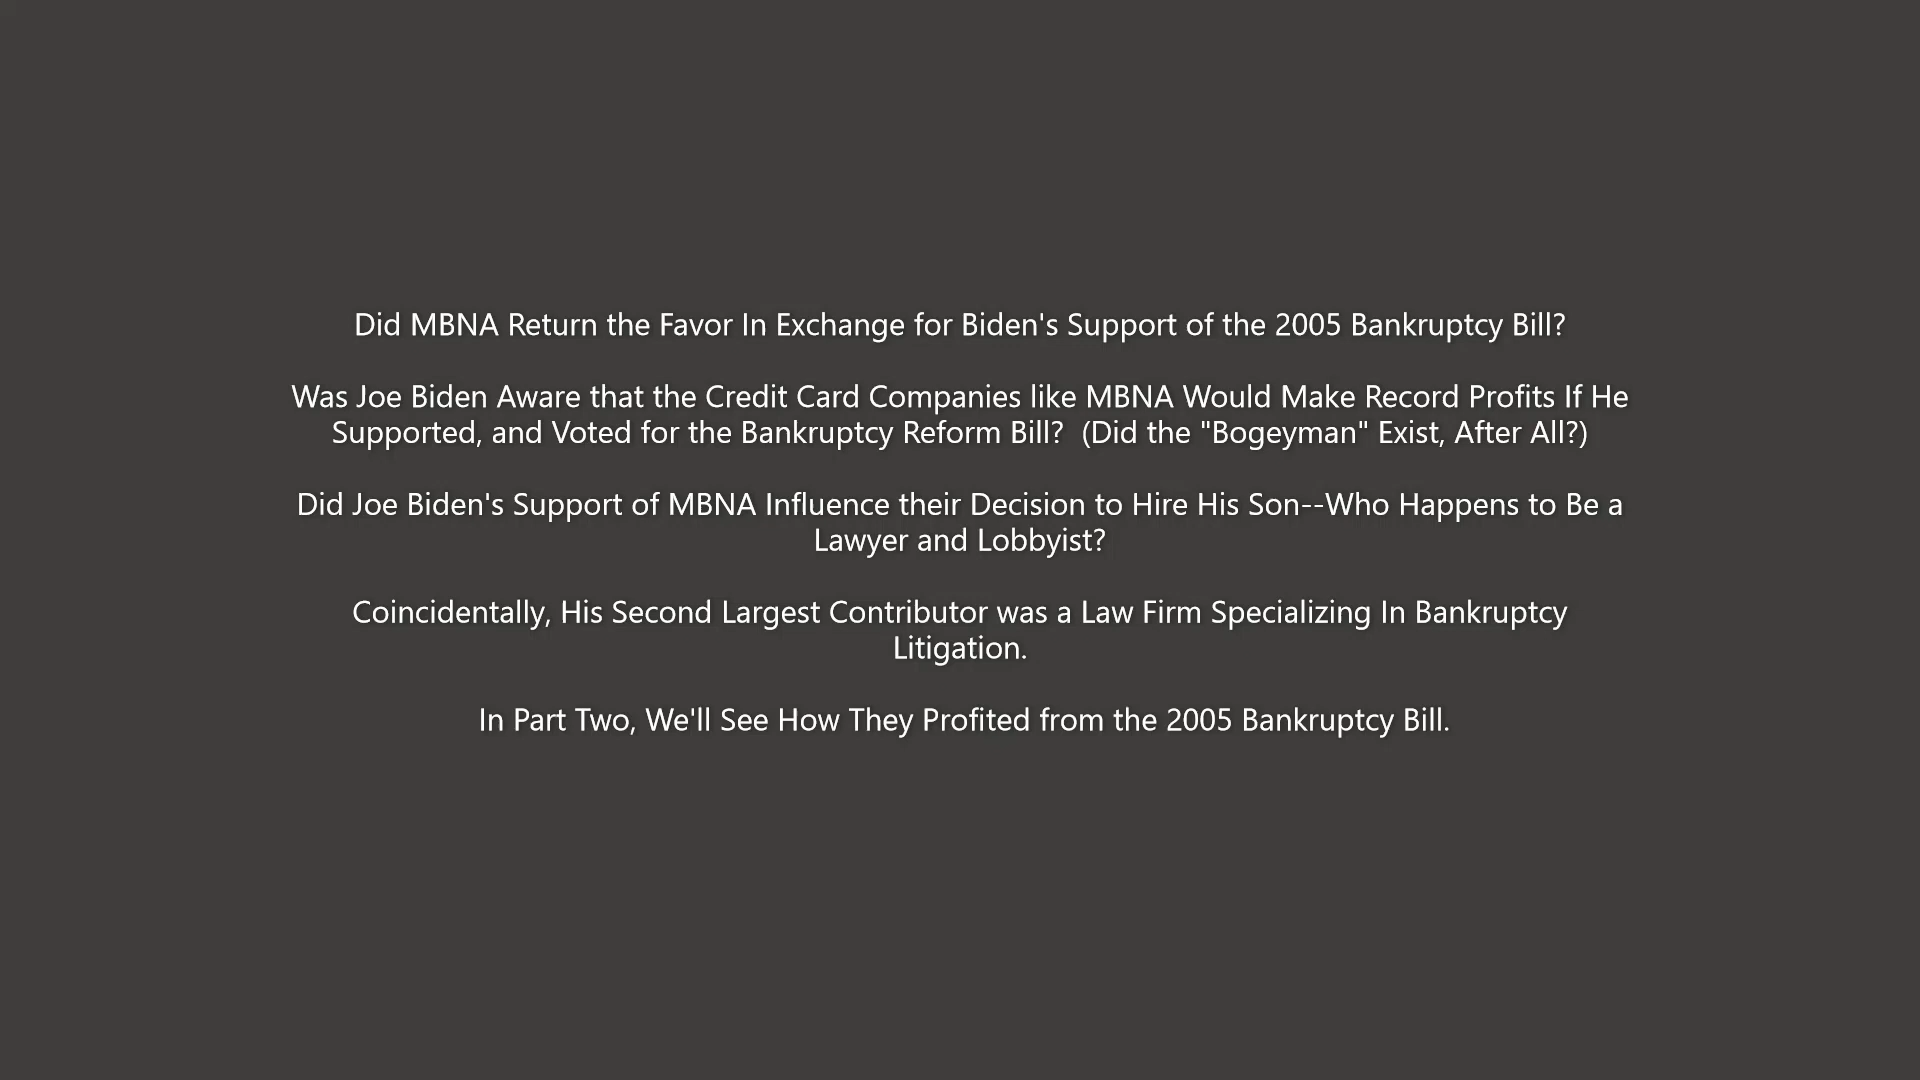 Did MBNA Return the Favor In Exchange for Biden's Support of the 2005 Bankruptcy Bill?
Was Joe Biden Aware that the Credit Card Companies like MBNA Would Make Record Profits If He
Supported, and Voted for the Bankruptcy Reform Bill?  (Did the "Bogeyman" Exist, After All?)
Did Joe Biden's Support of MBNA Influence their Decision to Hire His Son--Who Happens to Be a
Lawyer and Lobbyist?
Coincidentally, His Second Largest Contributor was a Law Firm Specializing In Bankruptcy
Litigation.
In Part Two, We'll See How They Profited from the 2005 Bankruptcy Bill.